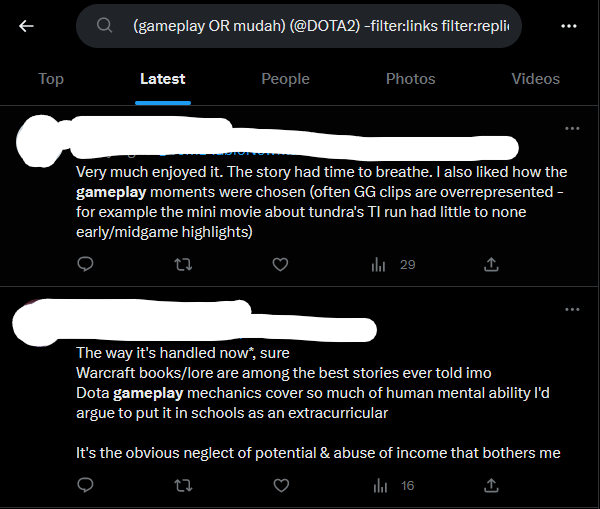 (gameplay OR mudah) (@DOTA2) -filter:links filter:repli
Top Latest People Photos Videos
Very much enjoyed it. The story had time to breathe. I also liked how the
gameplay moments were chosen (often GG clips are overrepresented -
for example the mini movie about tundra's TI run had little to none
early/midgame highlights)
29
The way it's handled now*, sure
Warcraft books/lore are among the best stories ever told imo
Dota gameplay mechanics cover so much of human mental ability I'd
argue to put it in schools as an extracurricular
It's the obvious neglect of potential & abuse of income that bothers me
16